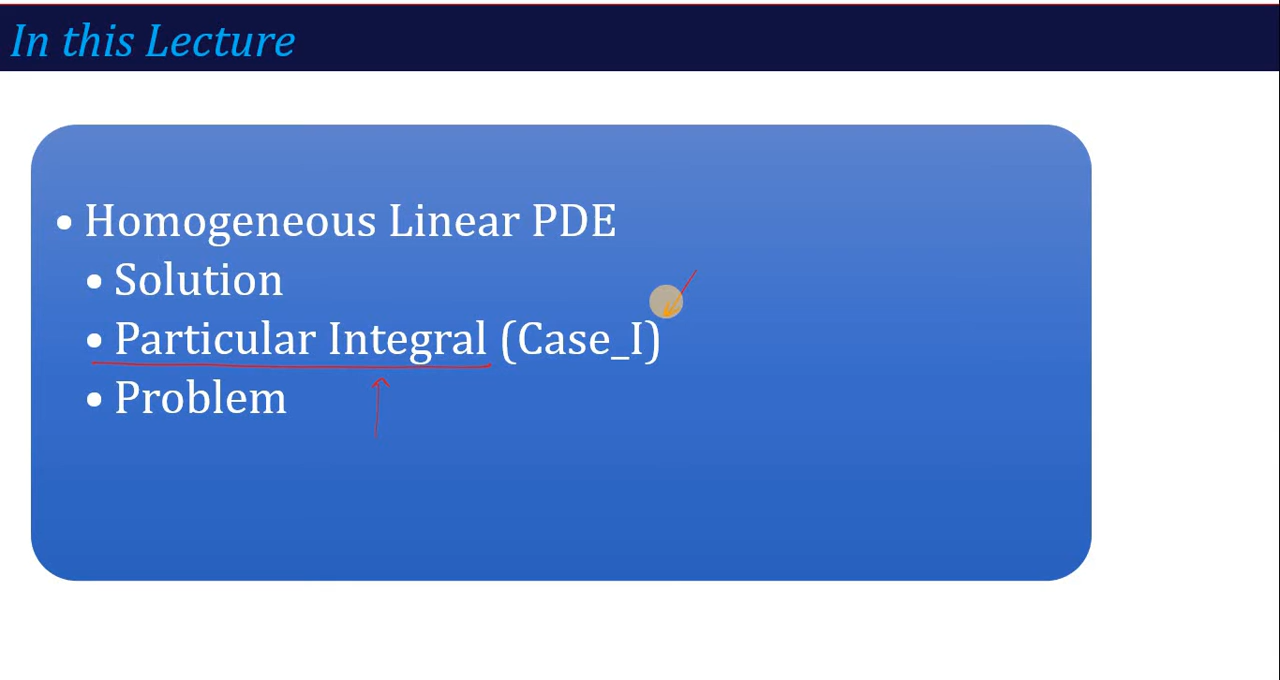 In this Lecture
• Homogeneous Linear PDE
• Solution
• Particular Integral (Case_I)
• Problem